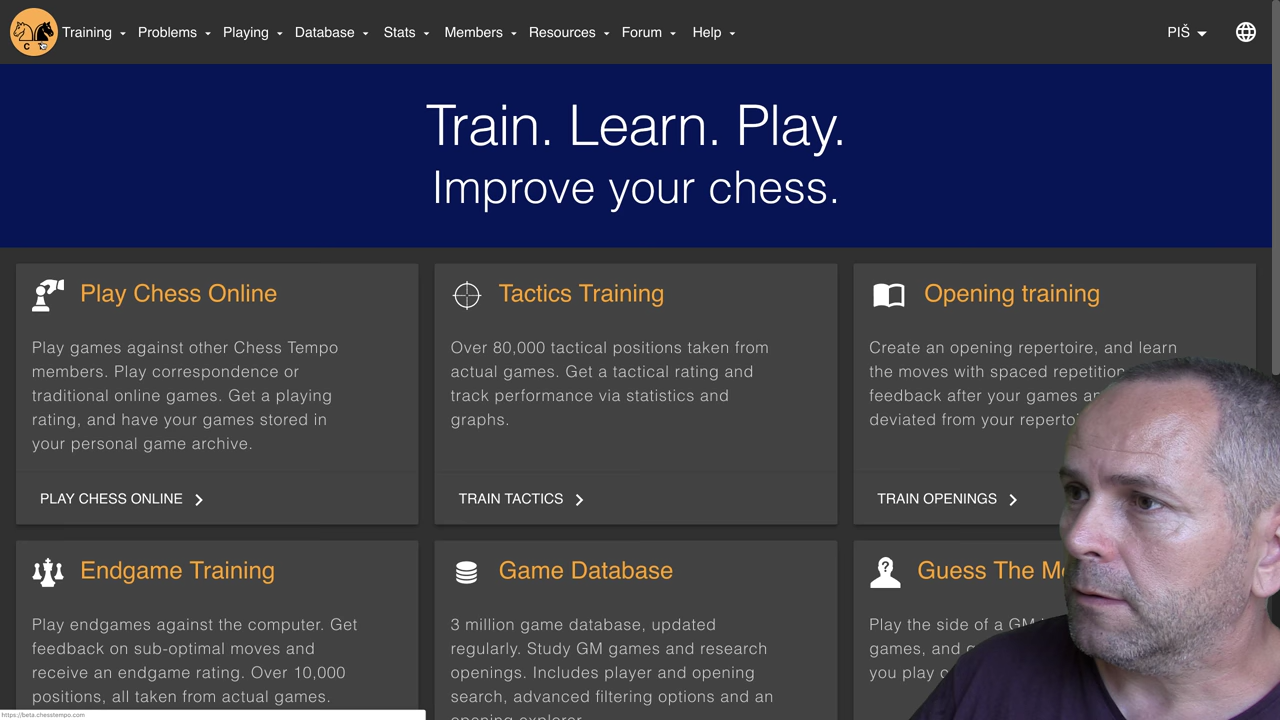 C T
Training Problems Playing Database Stats Members Resources Forum Help PIŠ
Train. Learn. Play.
Improve your chess.
Play Chess Online
Play games against other Chess Tempo
members. Play correspondence or
traditional online games. Get a playing
rating, and have your games stored in
your personal game archive.
PLAY CHESS ONLINE
Tactics Training
Over 80,000 tactical positions taken from
actual games. Get a tactical rating and
track performance via statistics and
graphs.
TRAIN TACTICS
Opening training
Create an opening repertoire, and learn
the moves with spaced repetition
feedback after your games
deviated from your
TRAIN OPENINGS
Endgame Training
Play endgames against the computer. Get
feedback on sub-optimal moves and
receive an endgame rating. Over 10,000
positions, all taken from actual games.
Game Database
3 million game database, updated
regularly. Study GM games and research
openings. Includes player and opening
search, advanced filtering options and an
opening explorer
Guess The
Play the side of a GM
games, and
you play
https://beta.chesstempo.com